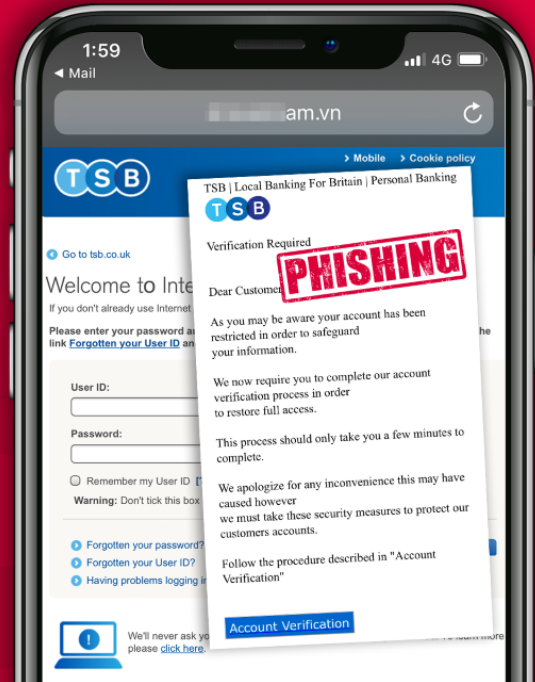 1:59
4G
Mail
am.vn
Mobile Cookie policy
TSB
TSB | Local Banking For Britain | Personal Banking
TSB
Verification Required
PHISHING
Dear Customer
As you may be aware your account has been
restricted in order to safeguard
your information.
We now require you to complete our account
verification process in order
to restore full access.
This process should only take you a few minutes to
complete.
We apologize for any inconvenience this may have
caused however
we must take these security measures to protect our
customers accounts.
Follow the procedure described in "Account
Verification"
Account Verification
Go to tsb.co.uk
Welcome to Inte
If you don't already use Internet
Please enter your password a
he
link Forgotten your User ID an
User ID:
Password:
Remember my User ID [
Warning: Don't tick this box
Forgotten your password?
Forgotten your User ID?
Having problems logging i
We'll never ask yo
learn more
please click here.